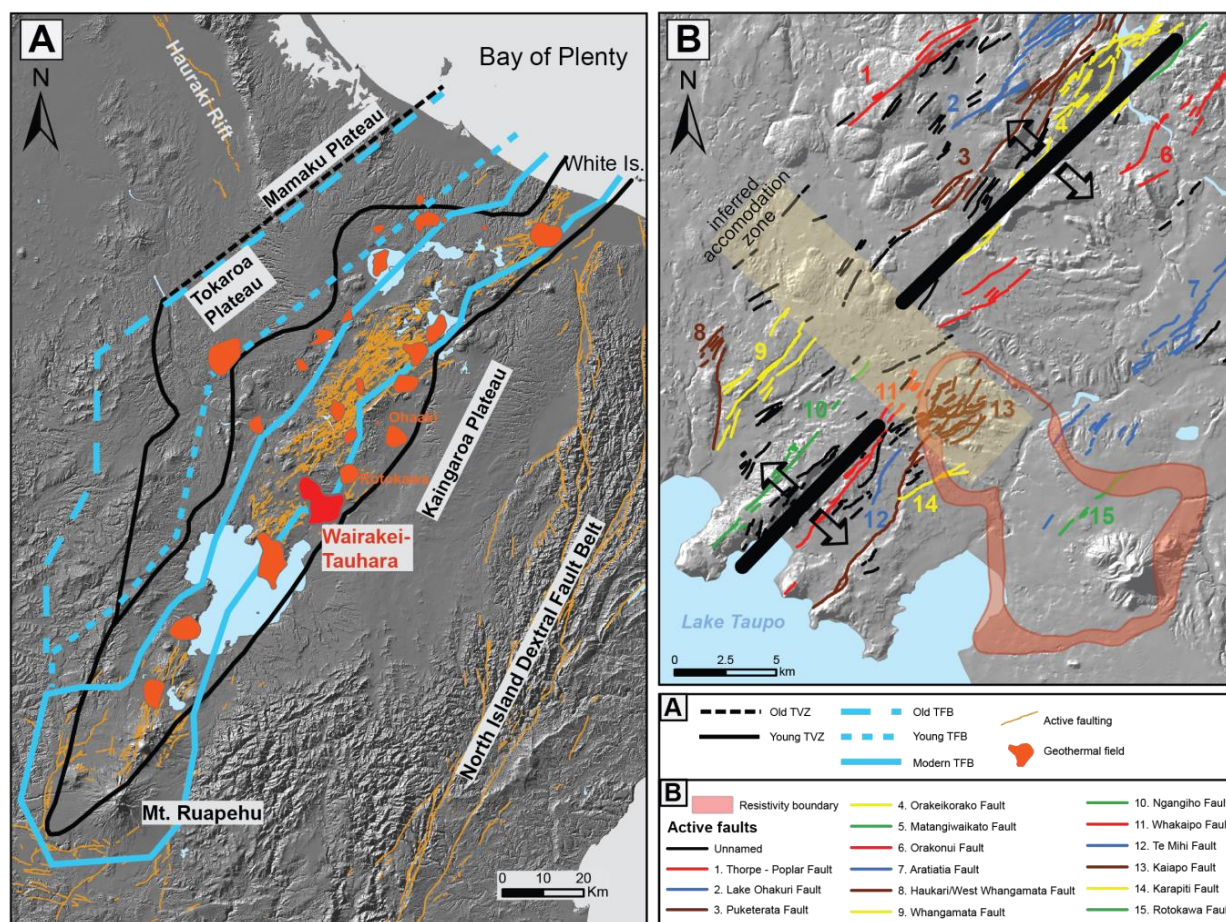 A
N
Hauraki Rift
Bay of Plenty
White Is.
Mamaku Plateau
Tokaroa
Plateau
Kaingaroa Plateau
Ohaaki
Rotokawa
Wairakei-
Tauhara
North Island Dextral Fault Belt
Mt. Ruapehu
0 10 20
Km
B
N
1
2
3
4
6
inferred
accomodation
zone
7
8
9
10
11
13
12
14
15
Lake Taupo
0 2.5 5
km
A
Old TVZ
Young TVZ
Old TFB
Young TFB
Modern TFB
Active faulting
Geothermal field
B
Resistivity boundary
Active faults
Unnamed
1. Thorpe - Poplar Fault
2. Lake Ohakuri Fault
3. Puketerata Fault
4. Orakeikorako Fault
5. Matangiwaikato Fault
6. Orakonui Fault
7. Aratiatia Fault
8. Haukari/West Whangamata Fault
9. Whangamata Fault
10. Ngangiho Fault
11. Whakaipo Fault
12. Te Mihi Fault
13. Kaiapo Fault
14. Karapiti Fault
15. Rotokawa Fault